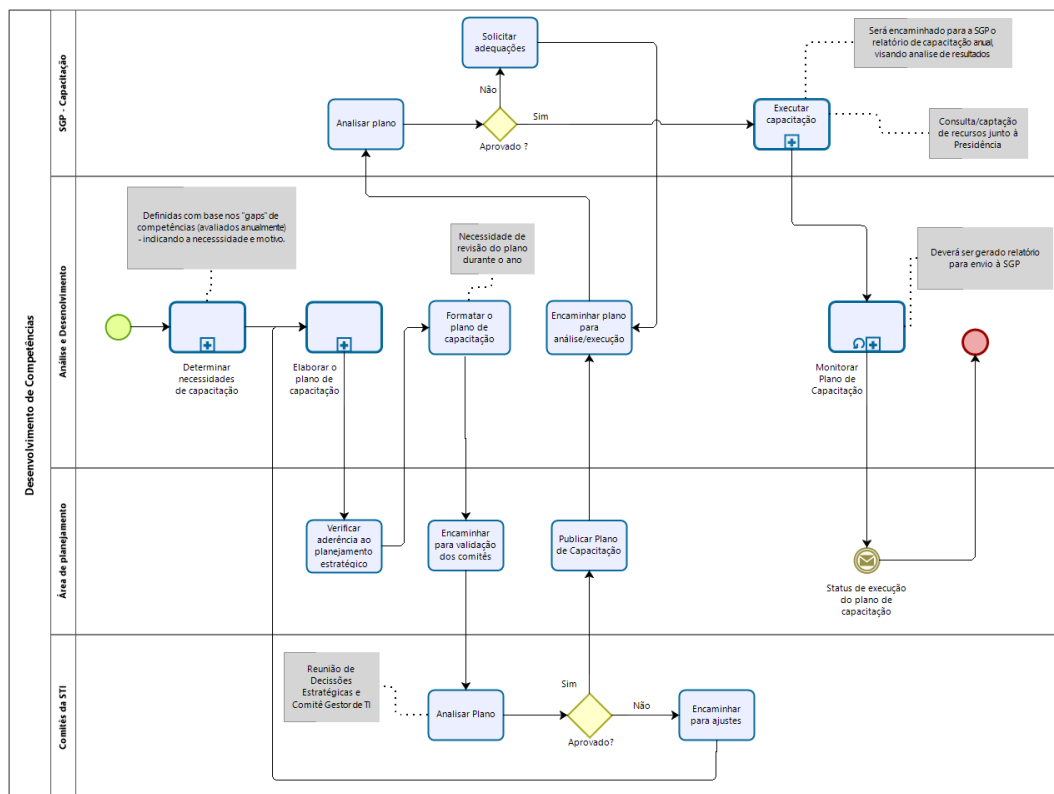 Desenvolvimento de Competências
SGP - Capacitação
Solicitar
adequações
Não
Analisar plano
Aprovado ?
Sim
Executar
capacitação
Será encaminhado para a SGP o
relatório de capacitação anual,
visando analise de resultados
Consulta/captação
de recursos junto à
Presidência
Análise e Desenolvimento
Definidas com base nos "gaps" de
competências (avaliados anualmente)
- indicando a necesssidade e motivo.
Determinar
necessidades
de capacitação
Elaborar o
plano de
capacitação
Necessidade de
revisão do plano
durante o ano
Formatar o
plano de
capacitação
Encaminhar plano
para
análise/execução
Monitorar
Plano de
Capacitação
Deverá ser gerado relatório
para envio à SGP
Área de planejamento
Verificar
aderência ao
planejamento
estratégico
Encaminhar
para validação
dos comitês
Publicar Plano
de Capacitação
Status de execução
do plano de
capacitação
Comitês da STI
Reunião de
Decissões
Estratégicas e
Comitê Gestor de TI
Analisar Plano
Sim
Aprovado?
Não
Encaminhar
para ajustes